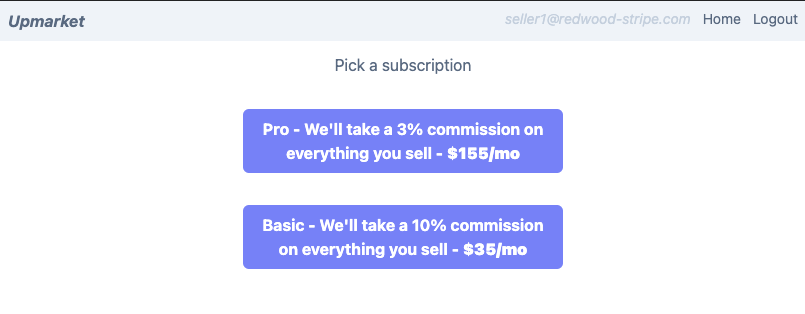 Upmarket
seller1@redwood-stripe.com Home Logout
Pick a subscription
Pro - We'll take a 3% commission on
everything you sell - $155/mo
Basic - We'll take a 10% commission
on everything you sell - $35/mo